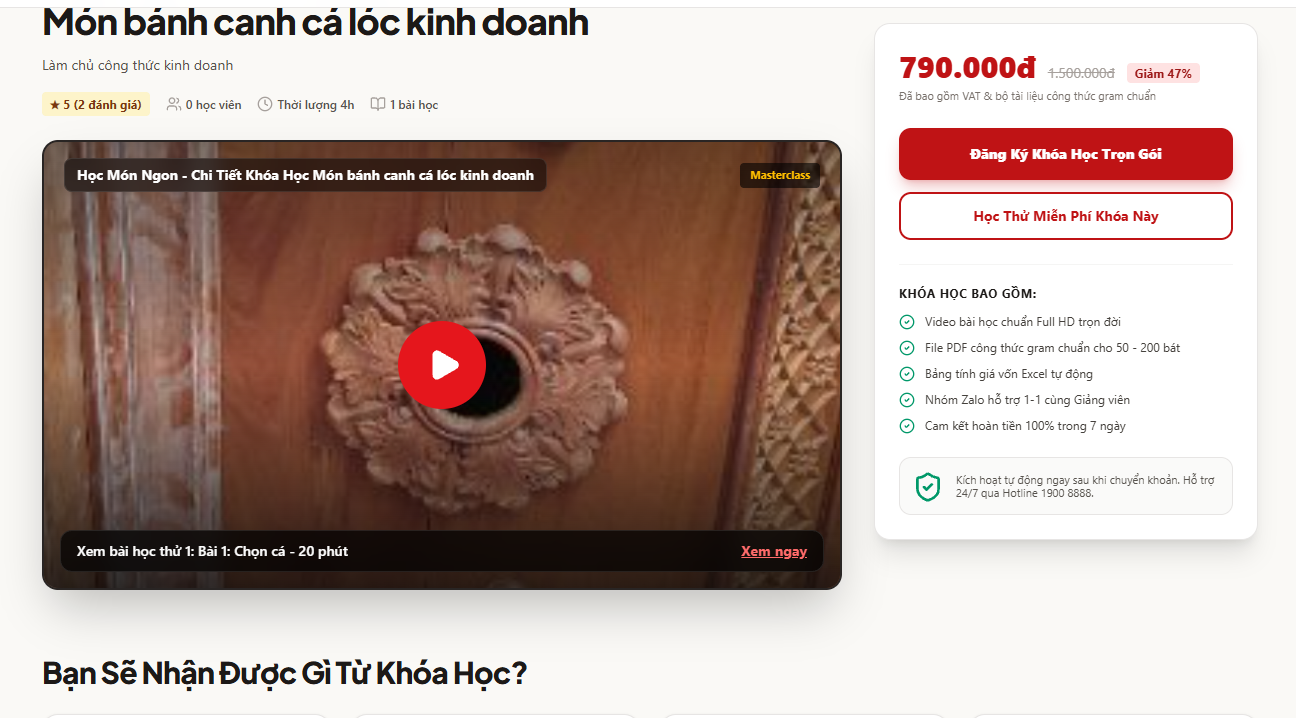 Món bánh canh cá lóc kinh doanh
Làm chủ công thức kinh doanh
★ 5 (2 đánh giá)
0 học viên
Thời lượng 4h
1 bài học
Học Món Ngon - Chi Tiết Khóa Học Món bánh canh cá lóc kinh doanh
Masterclass
Xem bài học thử 1: Bài 1: Chọn cá - 20 phút
Xem ngay
790.000đ
1.500.000đ
Giảm 47%
Đã bao gồm VAT & bộ tài liệu công thức gram chuẩn
Đăng Ký Khóa Học Trọn Gói
Học Thử Miễn Phí Khóa Này
KHÓA HỌC BAO GỒM:
Video bài học chuẩn Full HD trọn đời
File PDF công thức gram chuẩn cho 50 - 200 bát
Bảng tính giá vốn Excel tự động
Nhóm Zalo hỗ trợ 1-1 cùng Giảng viên
Cam kết hoàn tiền 100% trong 7 ngày
Kích hoạt tự động ngay sau khi chuyển khoản. Hỗ trợ
24/7 qua Hotline 1900 8888.
Bạn Sẽ Nhận Được Gì Từ Khóa Học?